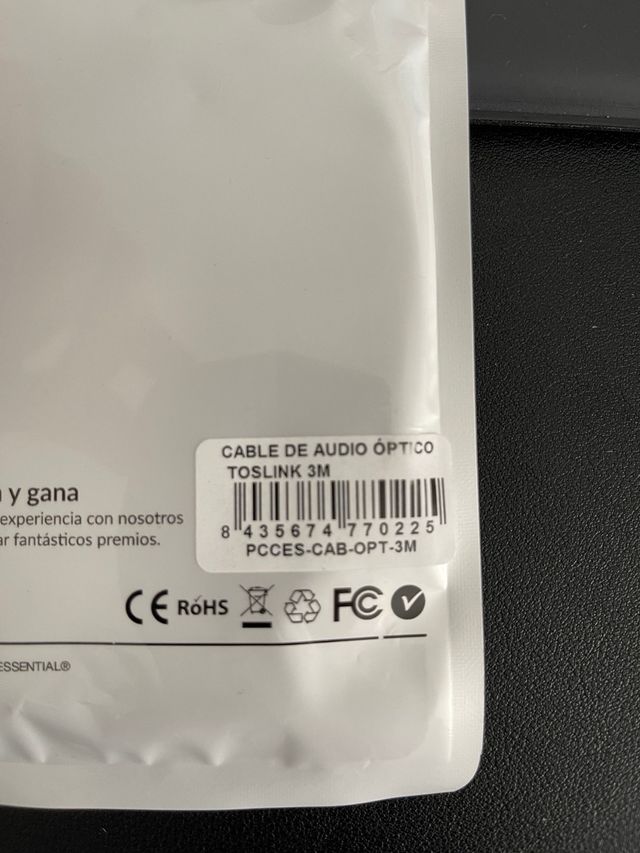 CABLE DE AUDIO ÓPTICO
TOSLINK 3M
8 435674 770225
PCCES-CAB-OPT-3M
y gana
experiencia con nosotros
ar fantásticos premios.
CE RóHS FC
ESSENTIAL®